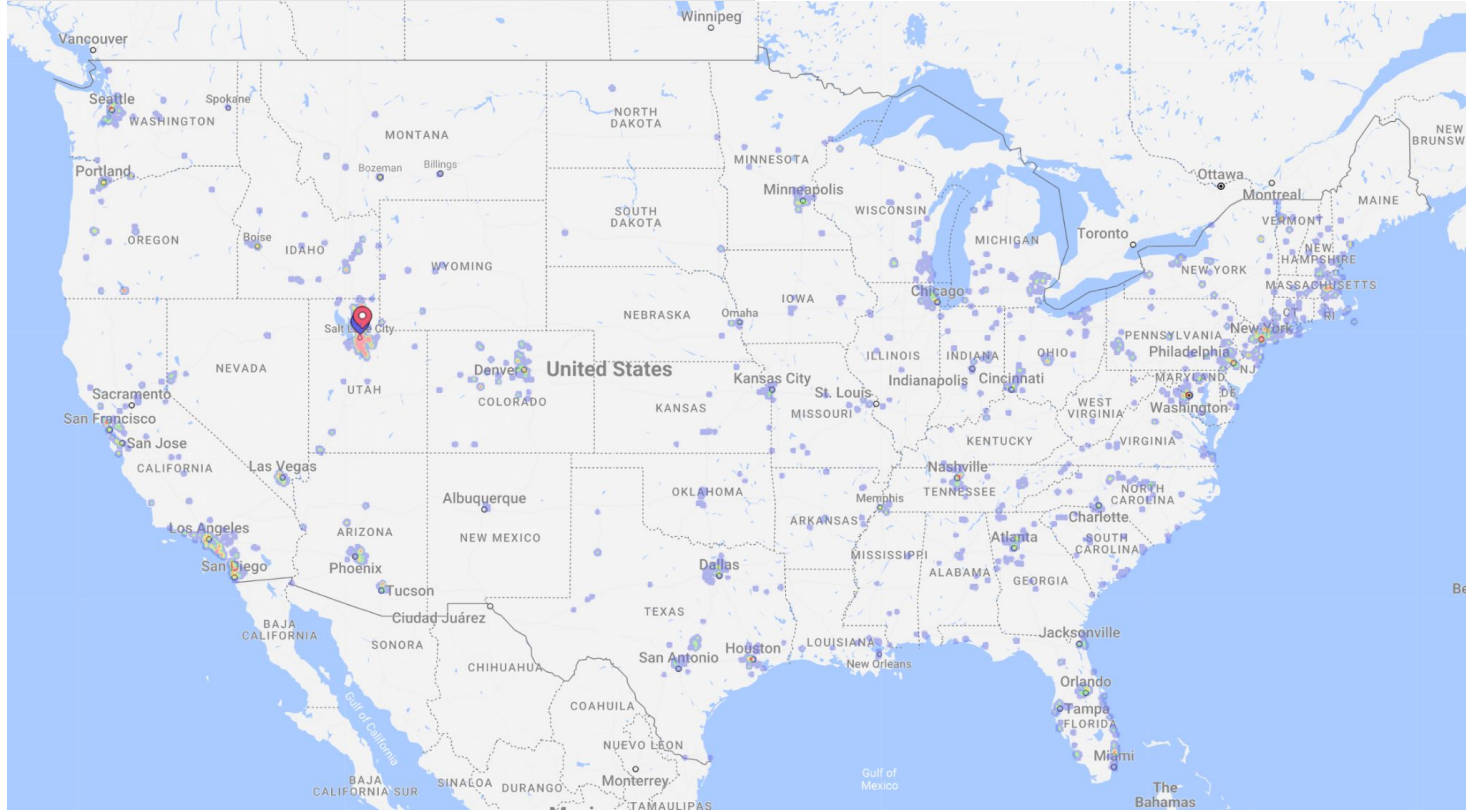 Winnipeg
Vancouver
Seattle
Spokane
WASHINGTON
NORTH
DAKOTA
MONTANA
Bozeman
Billings
MINNESOTA
Minneapolis
Ottawa
Montreal
NEW
BRUNSW
MAINE
Portland
SOUTH
DAKOTA
WISCONSIN
MICHIGAN
Toronto
VERMONT
NEW
HAMPSHIRE
OREGON
Boise
IDAHO
WYOMING
NEW YORK
MASSACHUSETTS
Chicago
IOWA
CT
RI
Omaha
NEBRASKA
Salt Lake City
PENNSYLVANIA
New York
Philadelphia
NJ
ILLINOIS
INDIANA
OHIO
NEVADA
Denver
United States
Indianapolis
Cincinnati
MARYLAND
DE
Sacramento
UTAH
COLORADO
Kansas City
St. Louis
WEST
VIRGINIA
Washington
San Francisco
KANSAS
MISSOURI
San Jose
KENTUCKY
VIRGINIA
CALIFORNIA
Las Vegas
Nashville
TENNESSEE
Albuquerque
OKLAHOMA
Memphis
NORTH
CAROLINA
Los Angeles
ARIZONA
NEW MEXICO
ARKANSAS
Charlotte
Atlanta
SOUTH
CAROLINA
San Diego
Phoenix
Dallas
MISSISSIPPI
ALABAMA
GEORGIA
Tucson
Ciudad Juárez
TEXAS
BAJA
CALIFORNIA
SONORA
Jacksonville
LOUISIANA
Houston
San Antonio
New Orleans
CHIHUAHUA
Orlando
Tampa
FLORIDA
COAHUILA
Gulf of California
NUEVO LEON
Miami
Monterrey
Gulf of
Mexico
BAJA
CALIFORNIA SUR
SINALOA
DURANGO
TAMAULIPAS
The
Bahamas
Be